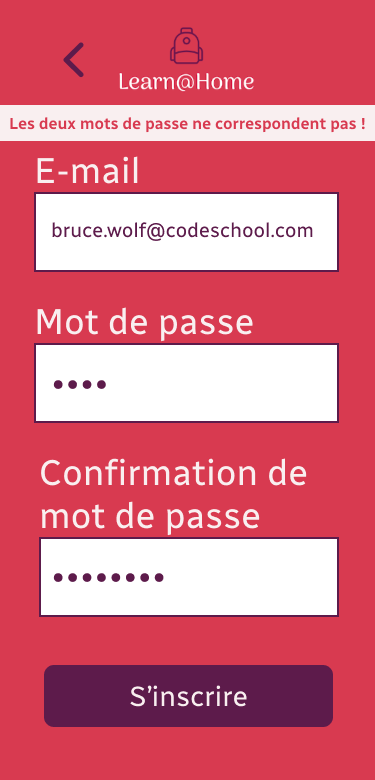 Learn@Home
Les deux mots de passe ne correspondent pas !
E-mail
bruce.wolf@codeschool.com
Mot de passe
••••
Confirmation de
mot de passe
••••••••
S’inscrire